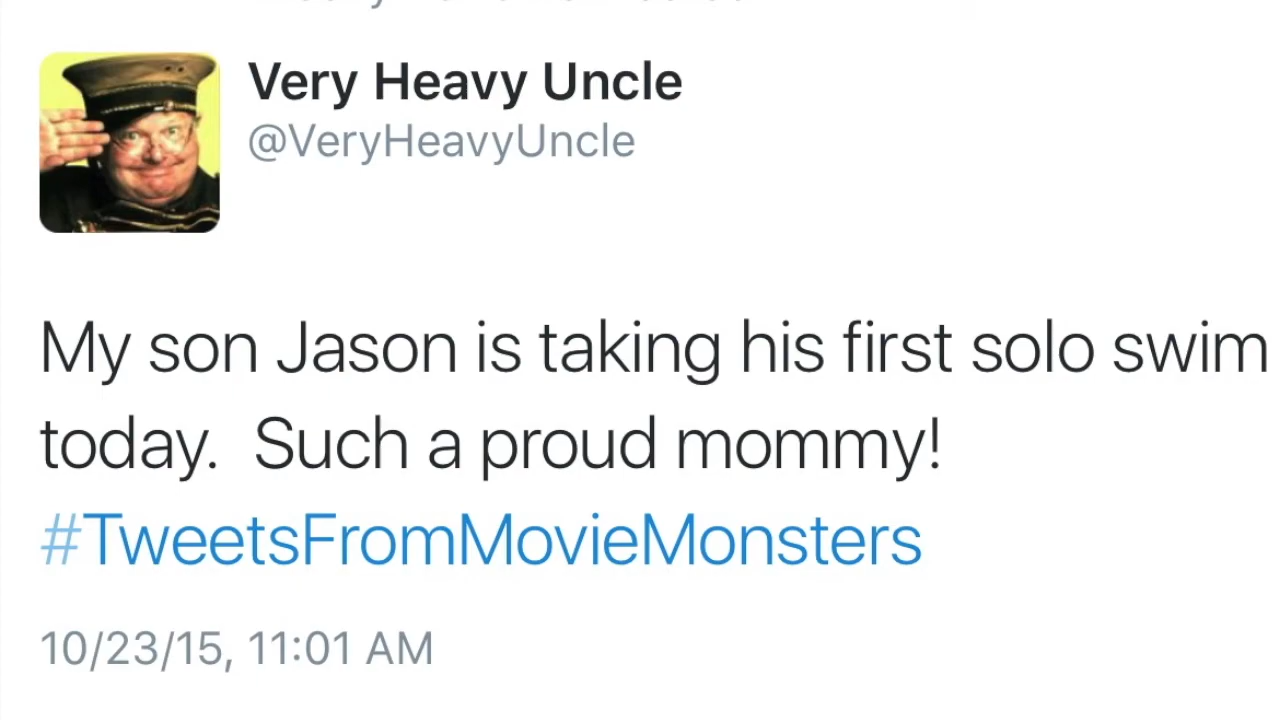 Very Heavy Uncle
@VeryHeavyUncle
My son Jason is taking his first solo swim
today.  Such a proud mommy!
#TweetsFromMovieMonsters
10/23/15, 11:01 AM